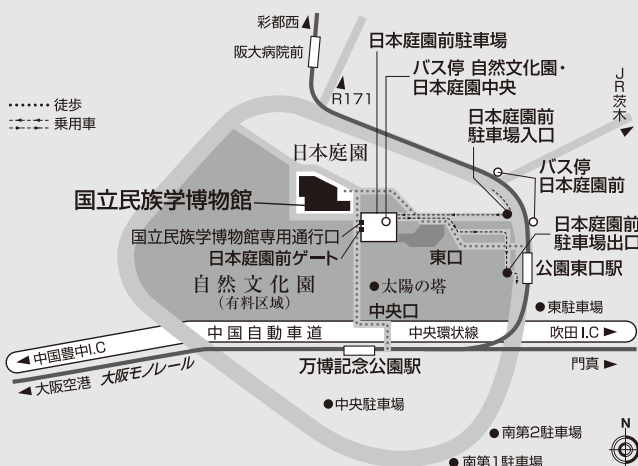 彩都西
阪大病院前
日本庭園前駐車場
バス停 自然文化園・
日本庭園中央
JR茨木
徒歩
乗用車
R171
日本庭園前
駐車場入口
日本庭園
バス停
日本庭園前
国立民族学博物館
国立民族学博物館専用通行口
日本庭園前ゲート
日本庭園前
駐車場出口
東口
公園東口駅
自然文化園
(有料区域)
●太陽の塔
中央口
●東駐車場
中国自動車道
中央環状線
吹田I.C ▶
◀中国豊中I.C
◀大阪空港 大阪モノレール
万博記念公園駅
門真 ▶
●中央駐車場
●南第2駐車場
●南第1駐車場
N